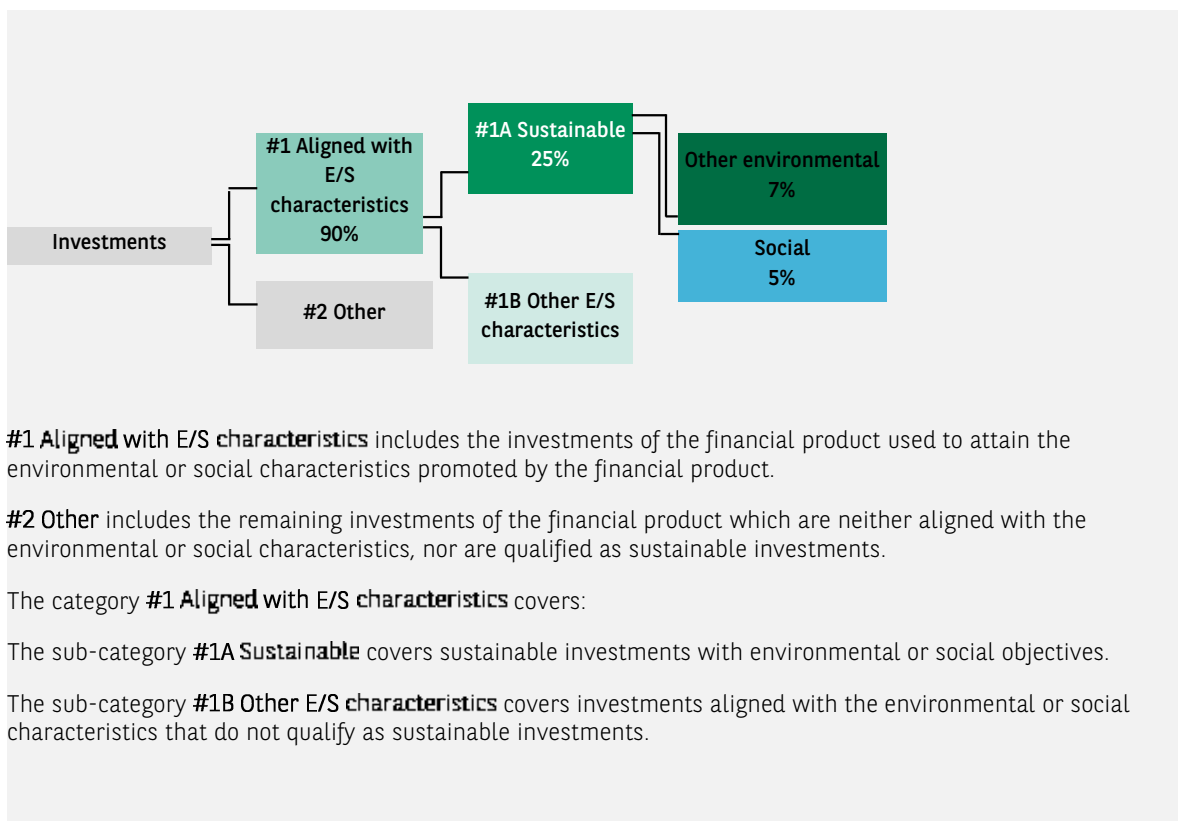 #1A Sustainable
25%
#1 Aligned with
E/S
characteristics
90%
Other environmental
7%
Investments
Social
5%
#2 Other
#1B Other E/S
characteristics
#1 Aligned with E/S characteristics includes the investments of the financial product used to attain the
environmental or social characteristics promoted by the financial product.
#2 Other includes the remaining investments of the financial product which are neither aligned with the
environmental or social characteristics, nor are qualified as sustainable investments.
The category #1 Aligned with E/S characteristics covers:
The sub-category #1A Sustainable covers sustainable investments with environmental or social objectives.
The sub-category #1B Other E/S characteristics covers investments aligned with the environmental or social
characteristics that do not qualify as sustainable investments.